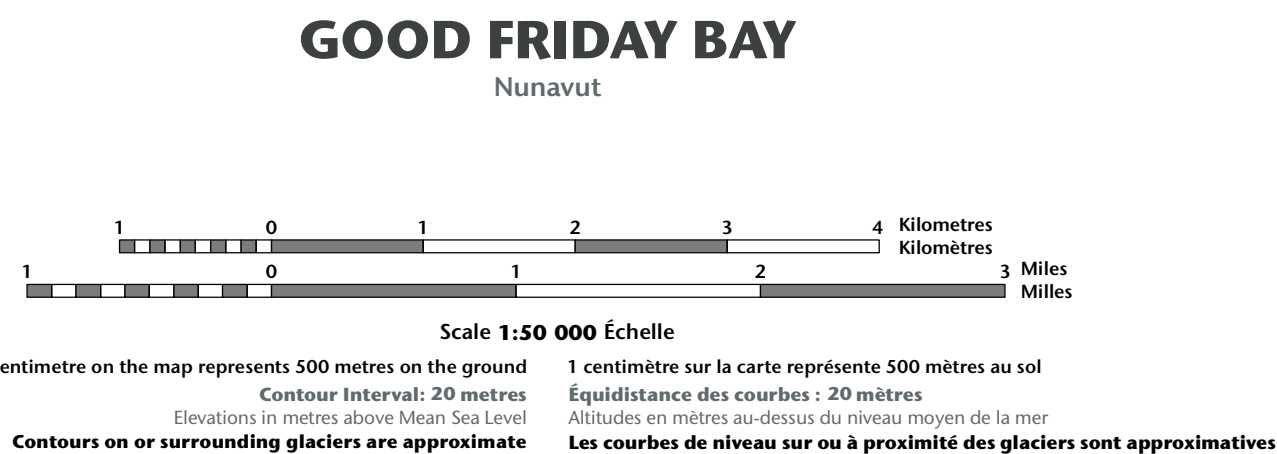 GOOD FRIDAY BAY
Nunavut
1 0 1 2 3 4 Kilometres
Kilomètres
1 0 1 2 3 Miles
Milles
Scale 1:50 000 Échelle
entimetre on the map represents 500 metres on the ground
1 centimètre sur la carte représente 500 mètres au sol
Contour Interval: 20 metres
Équidistance des courbes : 20 mètres
Elevations in metres above Mean Sea Level
Altitudes en mètres au-dessus du niveau moyen de la mer
Contours on or surrounding glaciers are approximate
Les courbes de niveau sur ou à proximité des glaciers sont approximatives